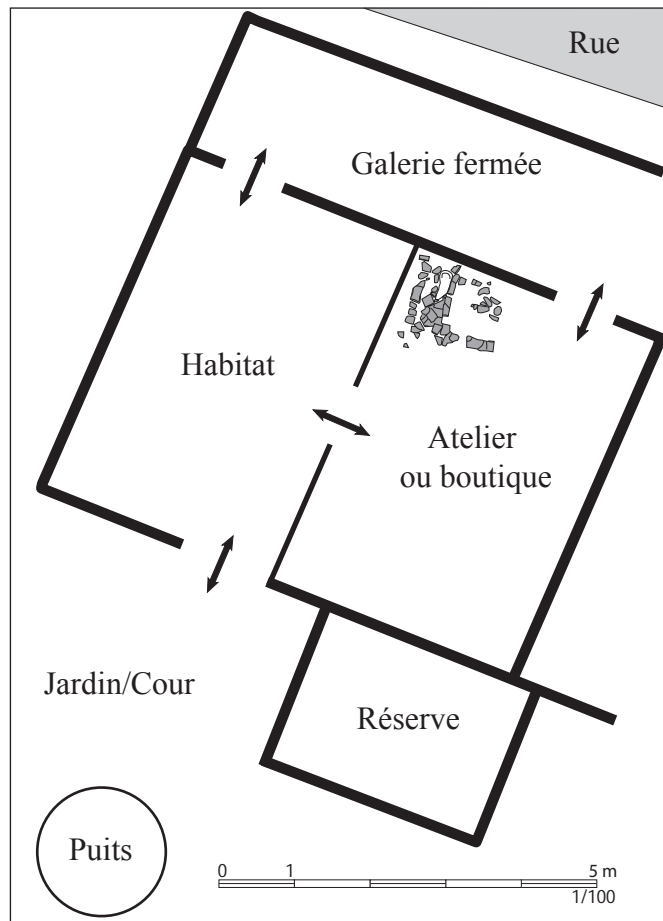 Rue
Galerie fermée
Habitat
Atelier
ou boutique
Jardin/Cour
Réserve
Puits
0 1 5 m
1/100